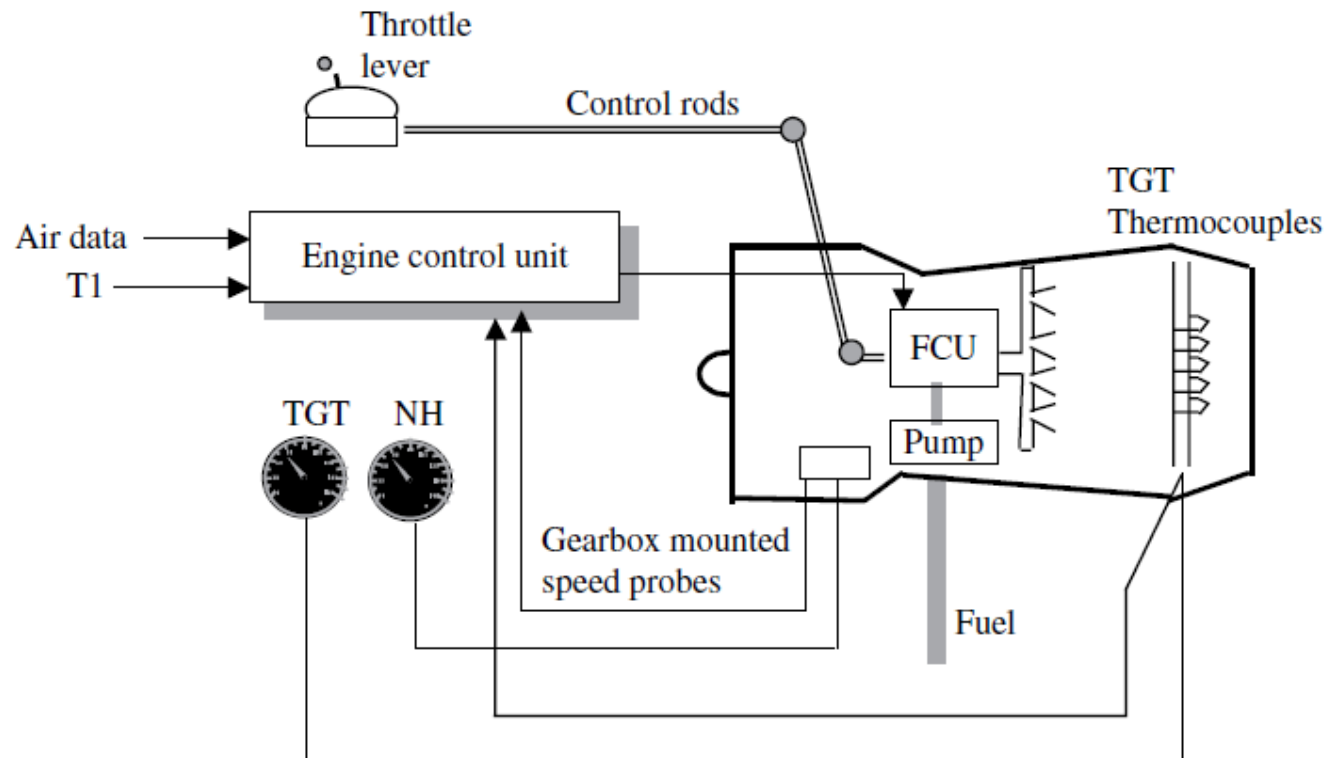 Throttle
lever
Control rods
TGT
Thermocouples
Air data
T1
Engine control unit
FCU
TGT
NH
Pump
Gearbox mounted
speed probes
Fuel